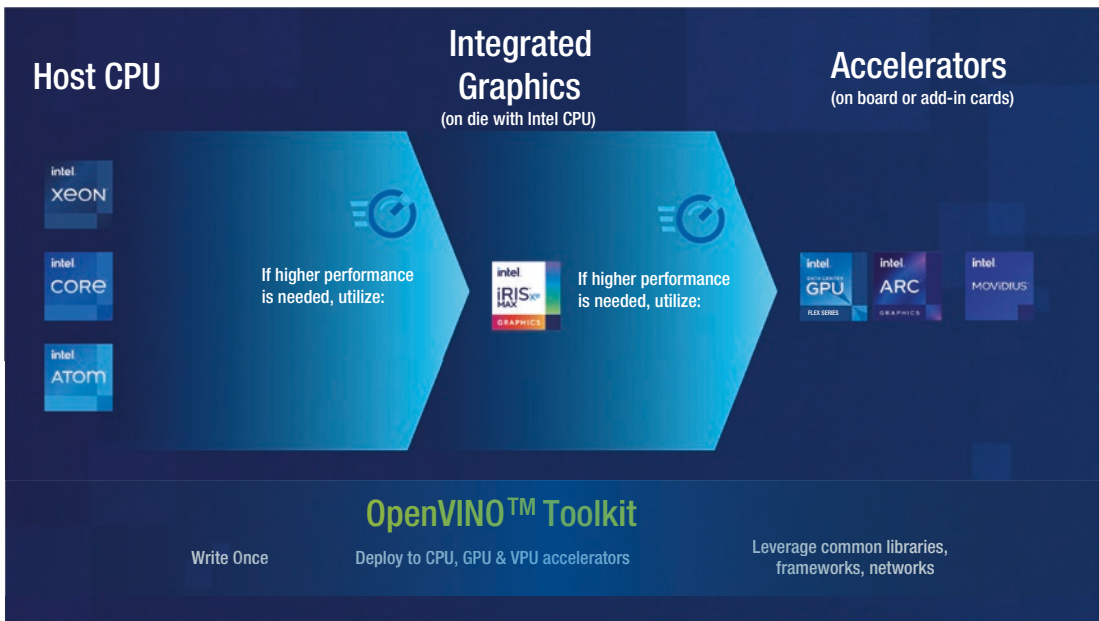 Host CPU
Integrated
Graphics
(on die with Intel CPU)
Accelerators
(on board or add-in cards)
intel.
xeon
intel.
core
intel.
ATOM
If higher performance
is needed, utilize:
intel.
iRIS Xe
MAX
GRAPHICS
If higher performance
is needed, utilize:
intel.
DATA CENTER
GPU
FLEX SERIES
intel.
ARC
GRAPHICS
intel.
MOVIDIUS
OpenVINO™ Toolkit
Write Once
Deploy to CPU, GPU & VPU accelerators
Leverage common libraries,
frameworks, networks